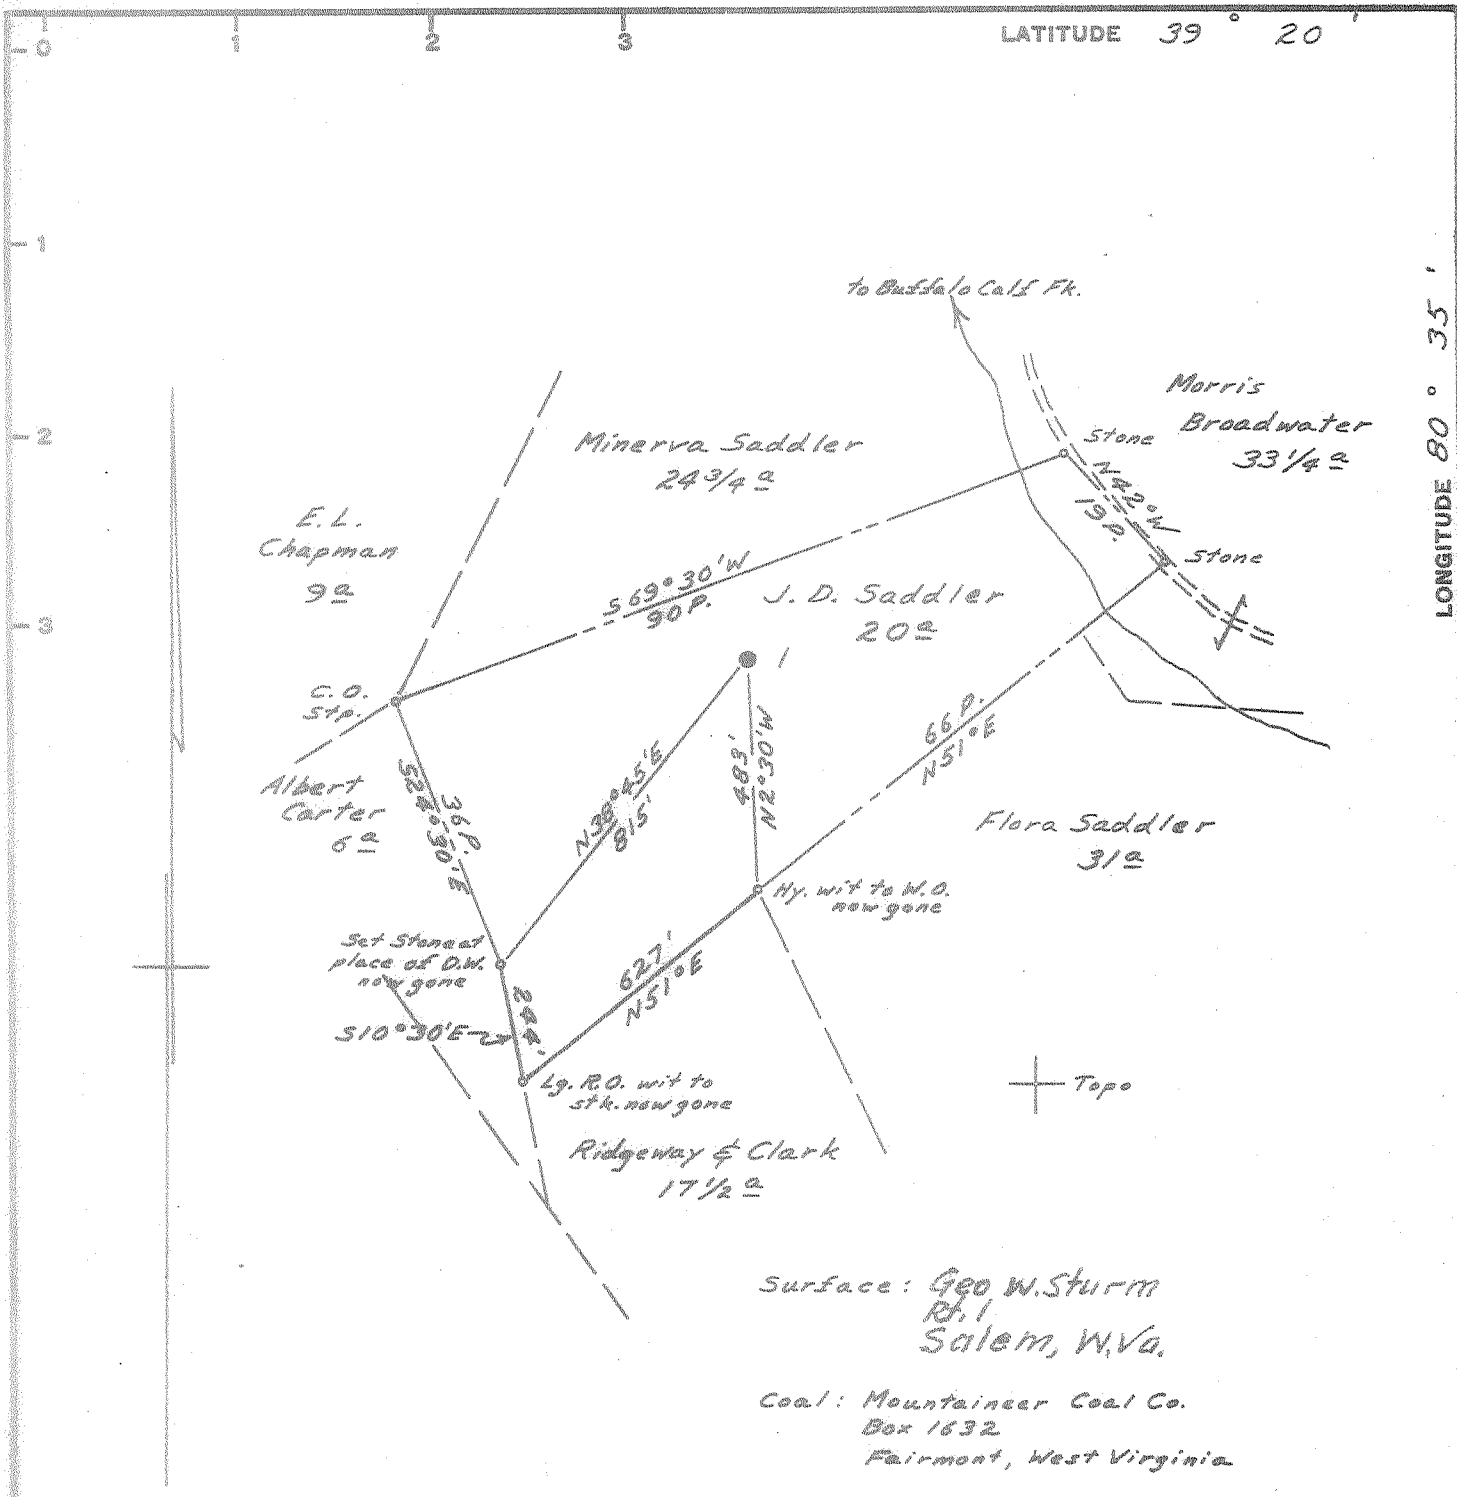 0 1 2 3
LATITUDE 39° 20'
1
2
3
LONGITUDE 80° 35'
to Buffalo Calf Fk.
Morris
Broadwater
33 1/4 a
Stone
Minerva Saddler
24 3/4 a
N42°W
19 P.
Stone
E. L.
Chapman
9 a
S69°30'W
90 P.
J. D. Saddler
20 a
1
C. O.
Stp.
66 P.
N51°E
483'
N2°30'W
N38°45'E
815'
36 P.
S24°30'E
Albert
Carter
6 a
Flora Saddler
31 a
Hy. wit to W.O.
now gone
Set Stone at
place of D.W.
now gone
627'
N51°E
244'
S10°30'E
Lg. R.O. wit to
stk. now gone
Topo
Ridgeway & Clark
17 1/2 a
Surface: Geo W. Sturm
Rt. 1
Salem, W.Va.
Coal: Mountaineer Coal Co.
Box 1632
Fairmont, West Virginia